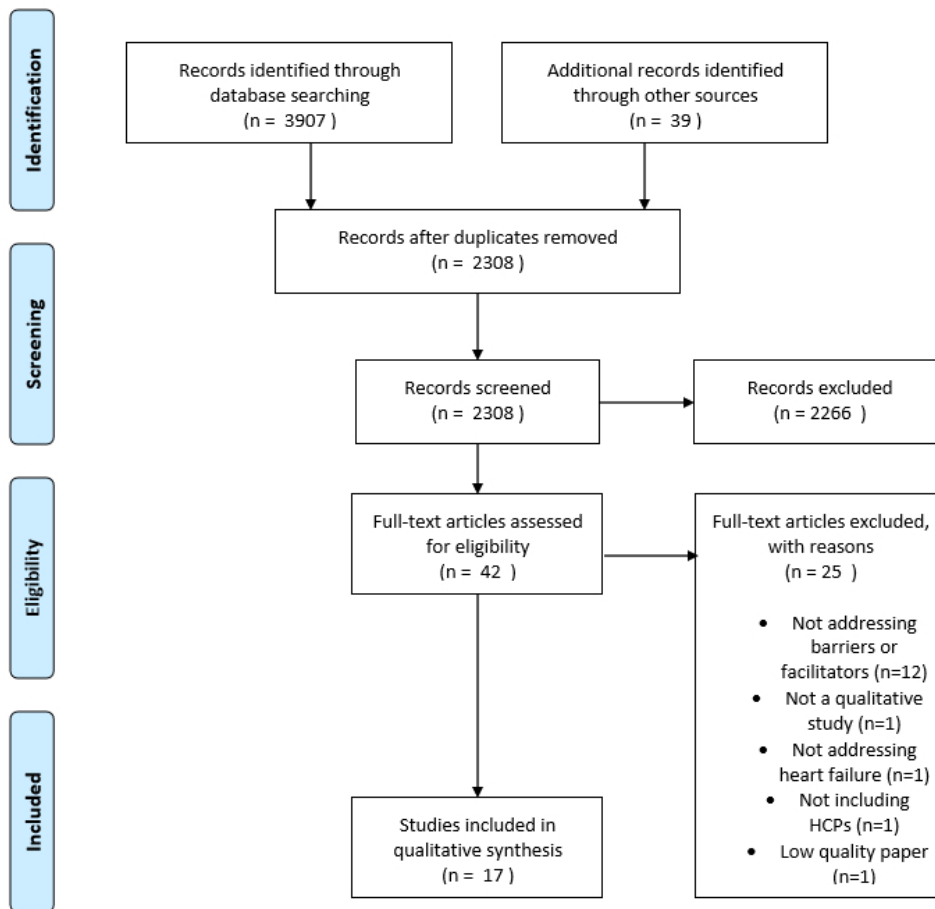 Identification
Records identified through
database searching
(n = 3907 )
Additional records identified
through other sources
(n = 39 )
Records after duplicates removed
(n = 2308 )
Screening
Records screened
(n = 2308 )
Records excluded
(n = 2266 )
Eligibility
Full-text articles assessed
for eligibility
(n = 42 )
Full-text articles excluded,
with reasons
(n = 25 )
• Not addressing
barriers or
facilitators (n=12)
• Not a qualitative
study (n=1)
• Not addressing
heart failure (n=1)
• Not including
HCPs (n=1)
• Low quality paper
(n=1)
Included
Studies included in
qualitative synthesis
(n = 17 )